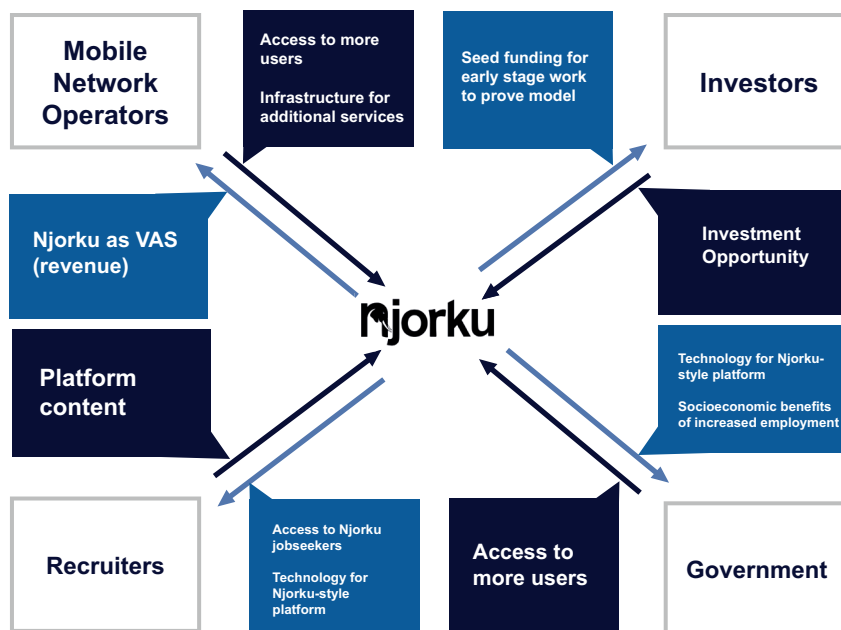 Mobile
Network
Operators
Access to more
users
Infrastructure for
additional services
Seed funding for
early stage work
to prove model
Investors
Njorku as VAS
(revenue)
Investment
Opportunity
njorku
Platform
content
Technology for Njorku-
style platform
Socioeconomic benefits
of increased employment
Recruiters
Access to Njorku
jobseekers
Technology for
Njorku-style
platform
Access to
more users
Government